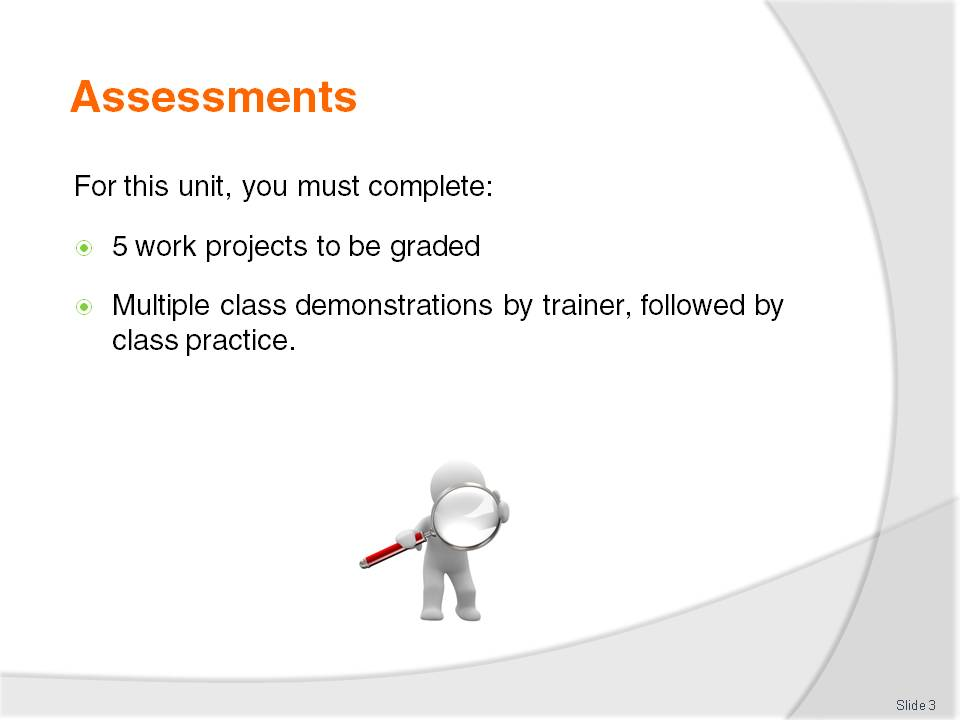 Assessments
For this unit, you must complete:
5 work projects to be graded
Multiple class demonstrations by trainer, followed by
class practice.
Slide 3